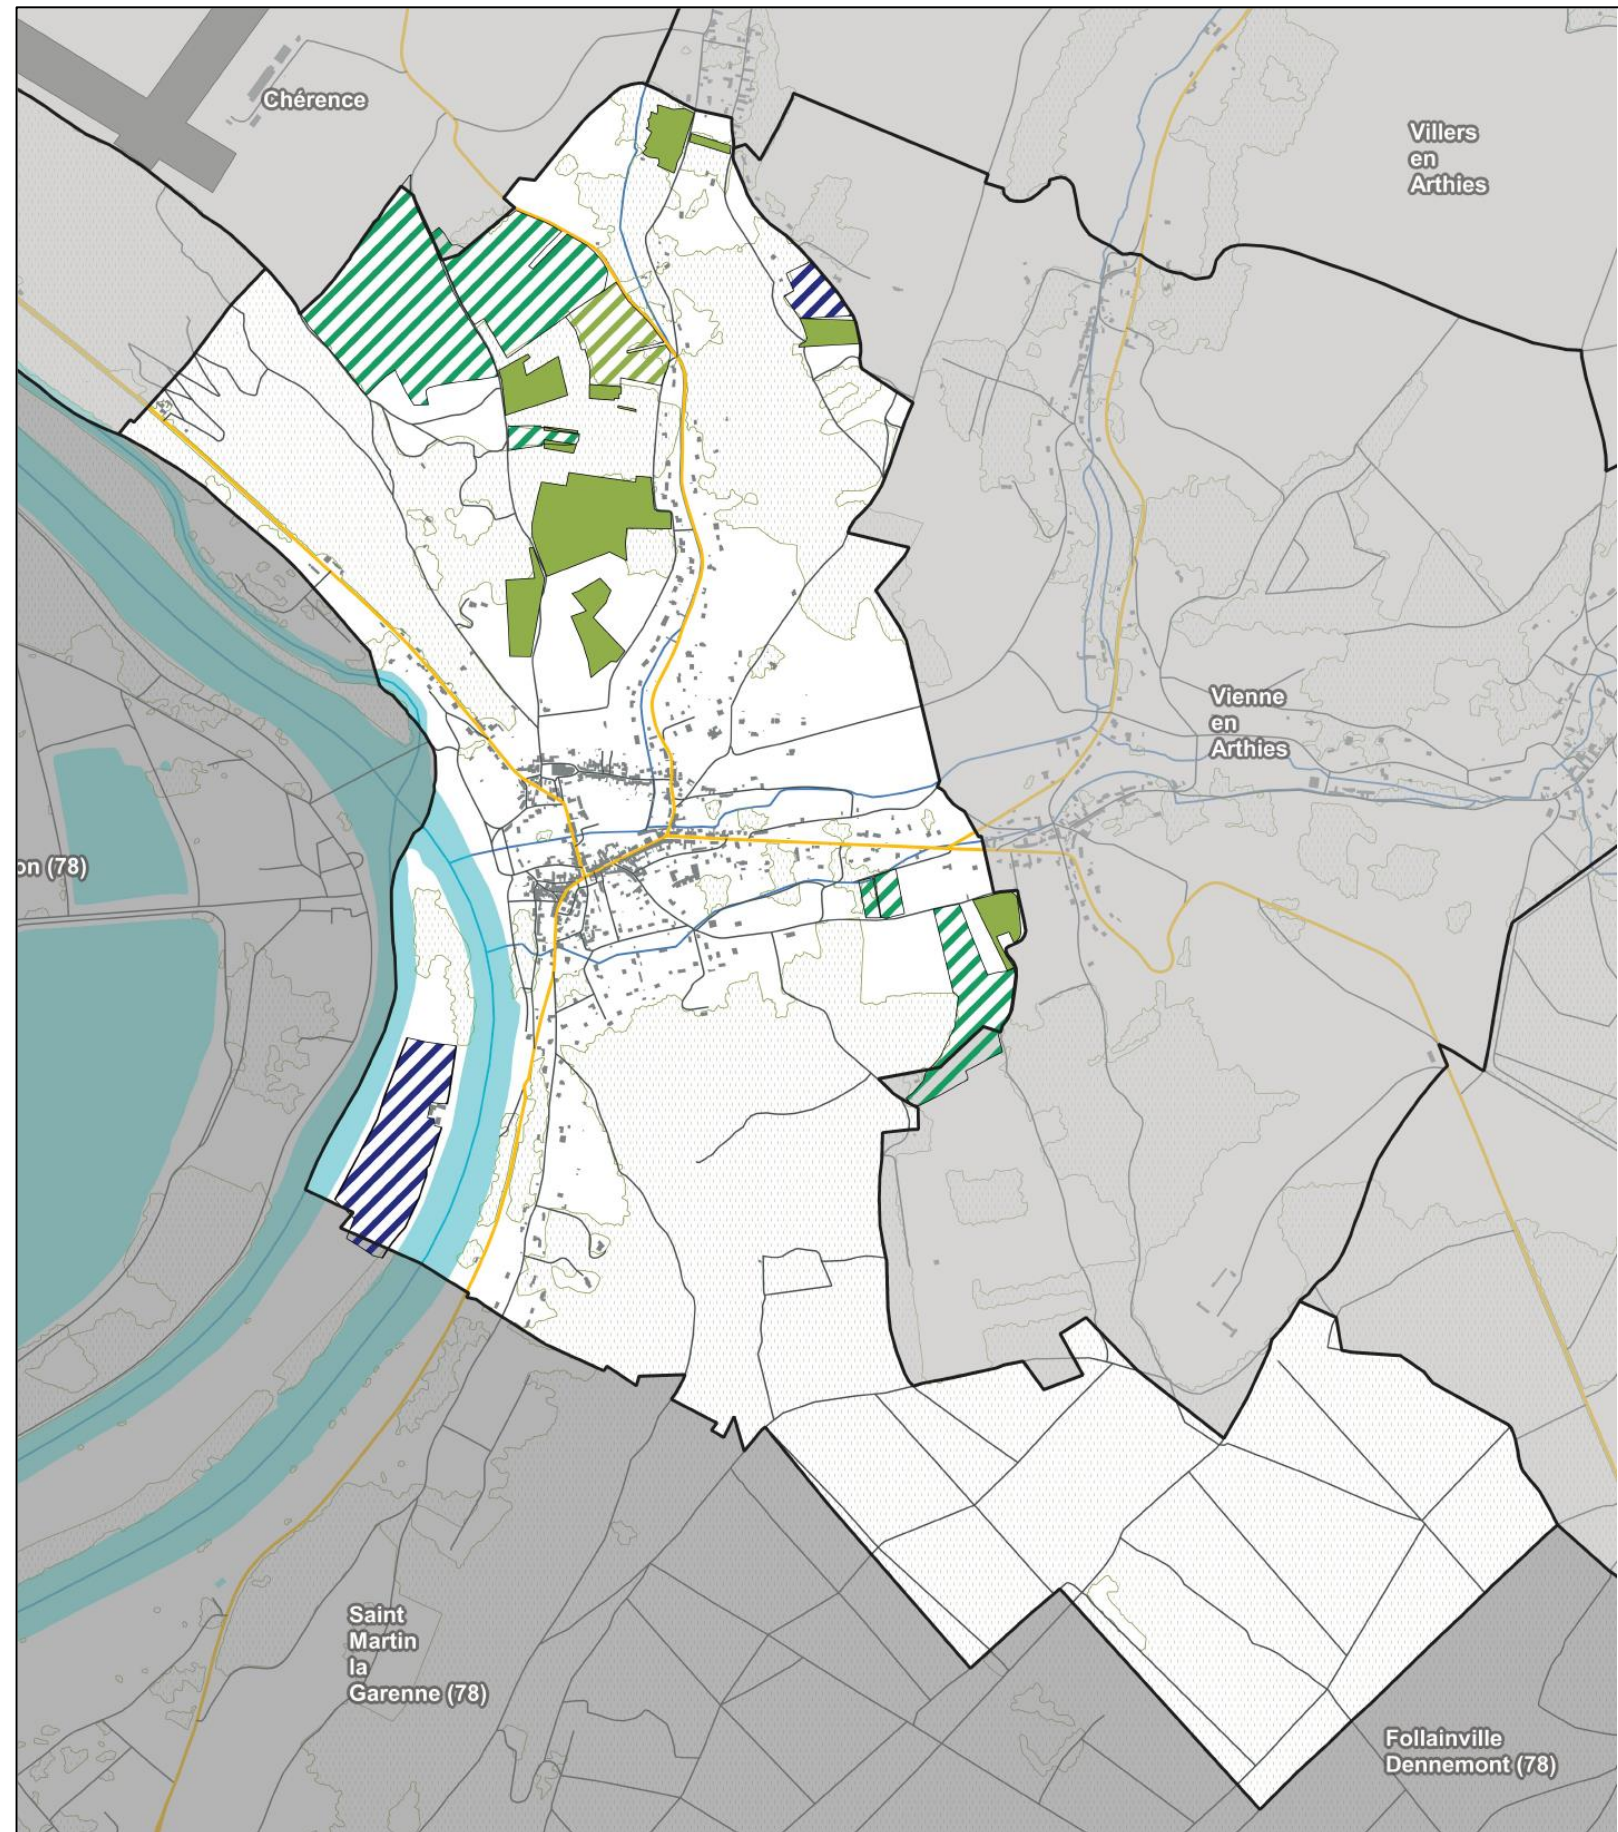 Chérence
Villers
en
Arthies
Vienne
en
Arthies
on (78)
Saint
Martin
la
Garenne (78)
Follainville
Dennemont (78)